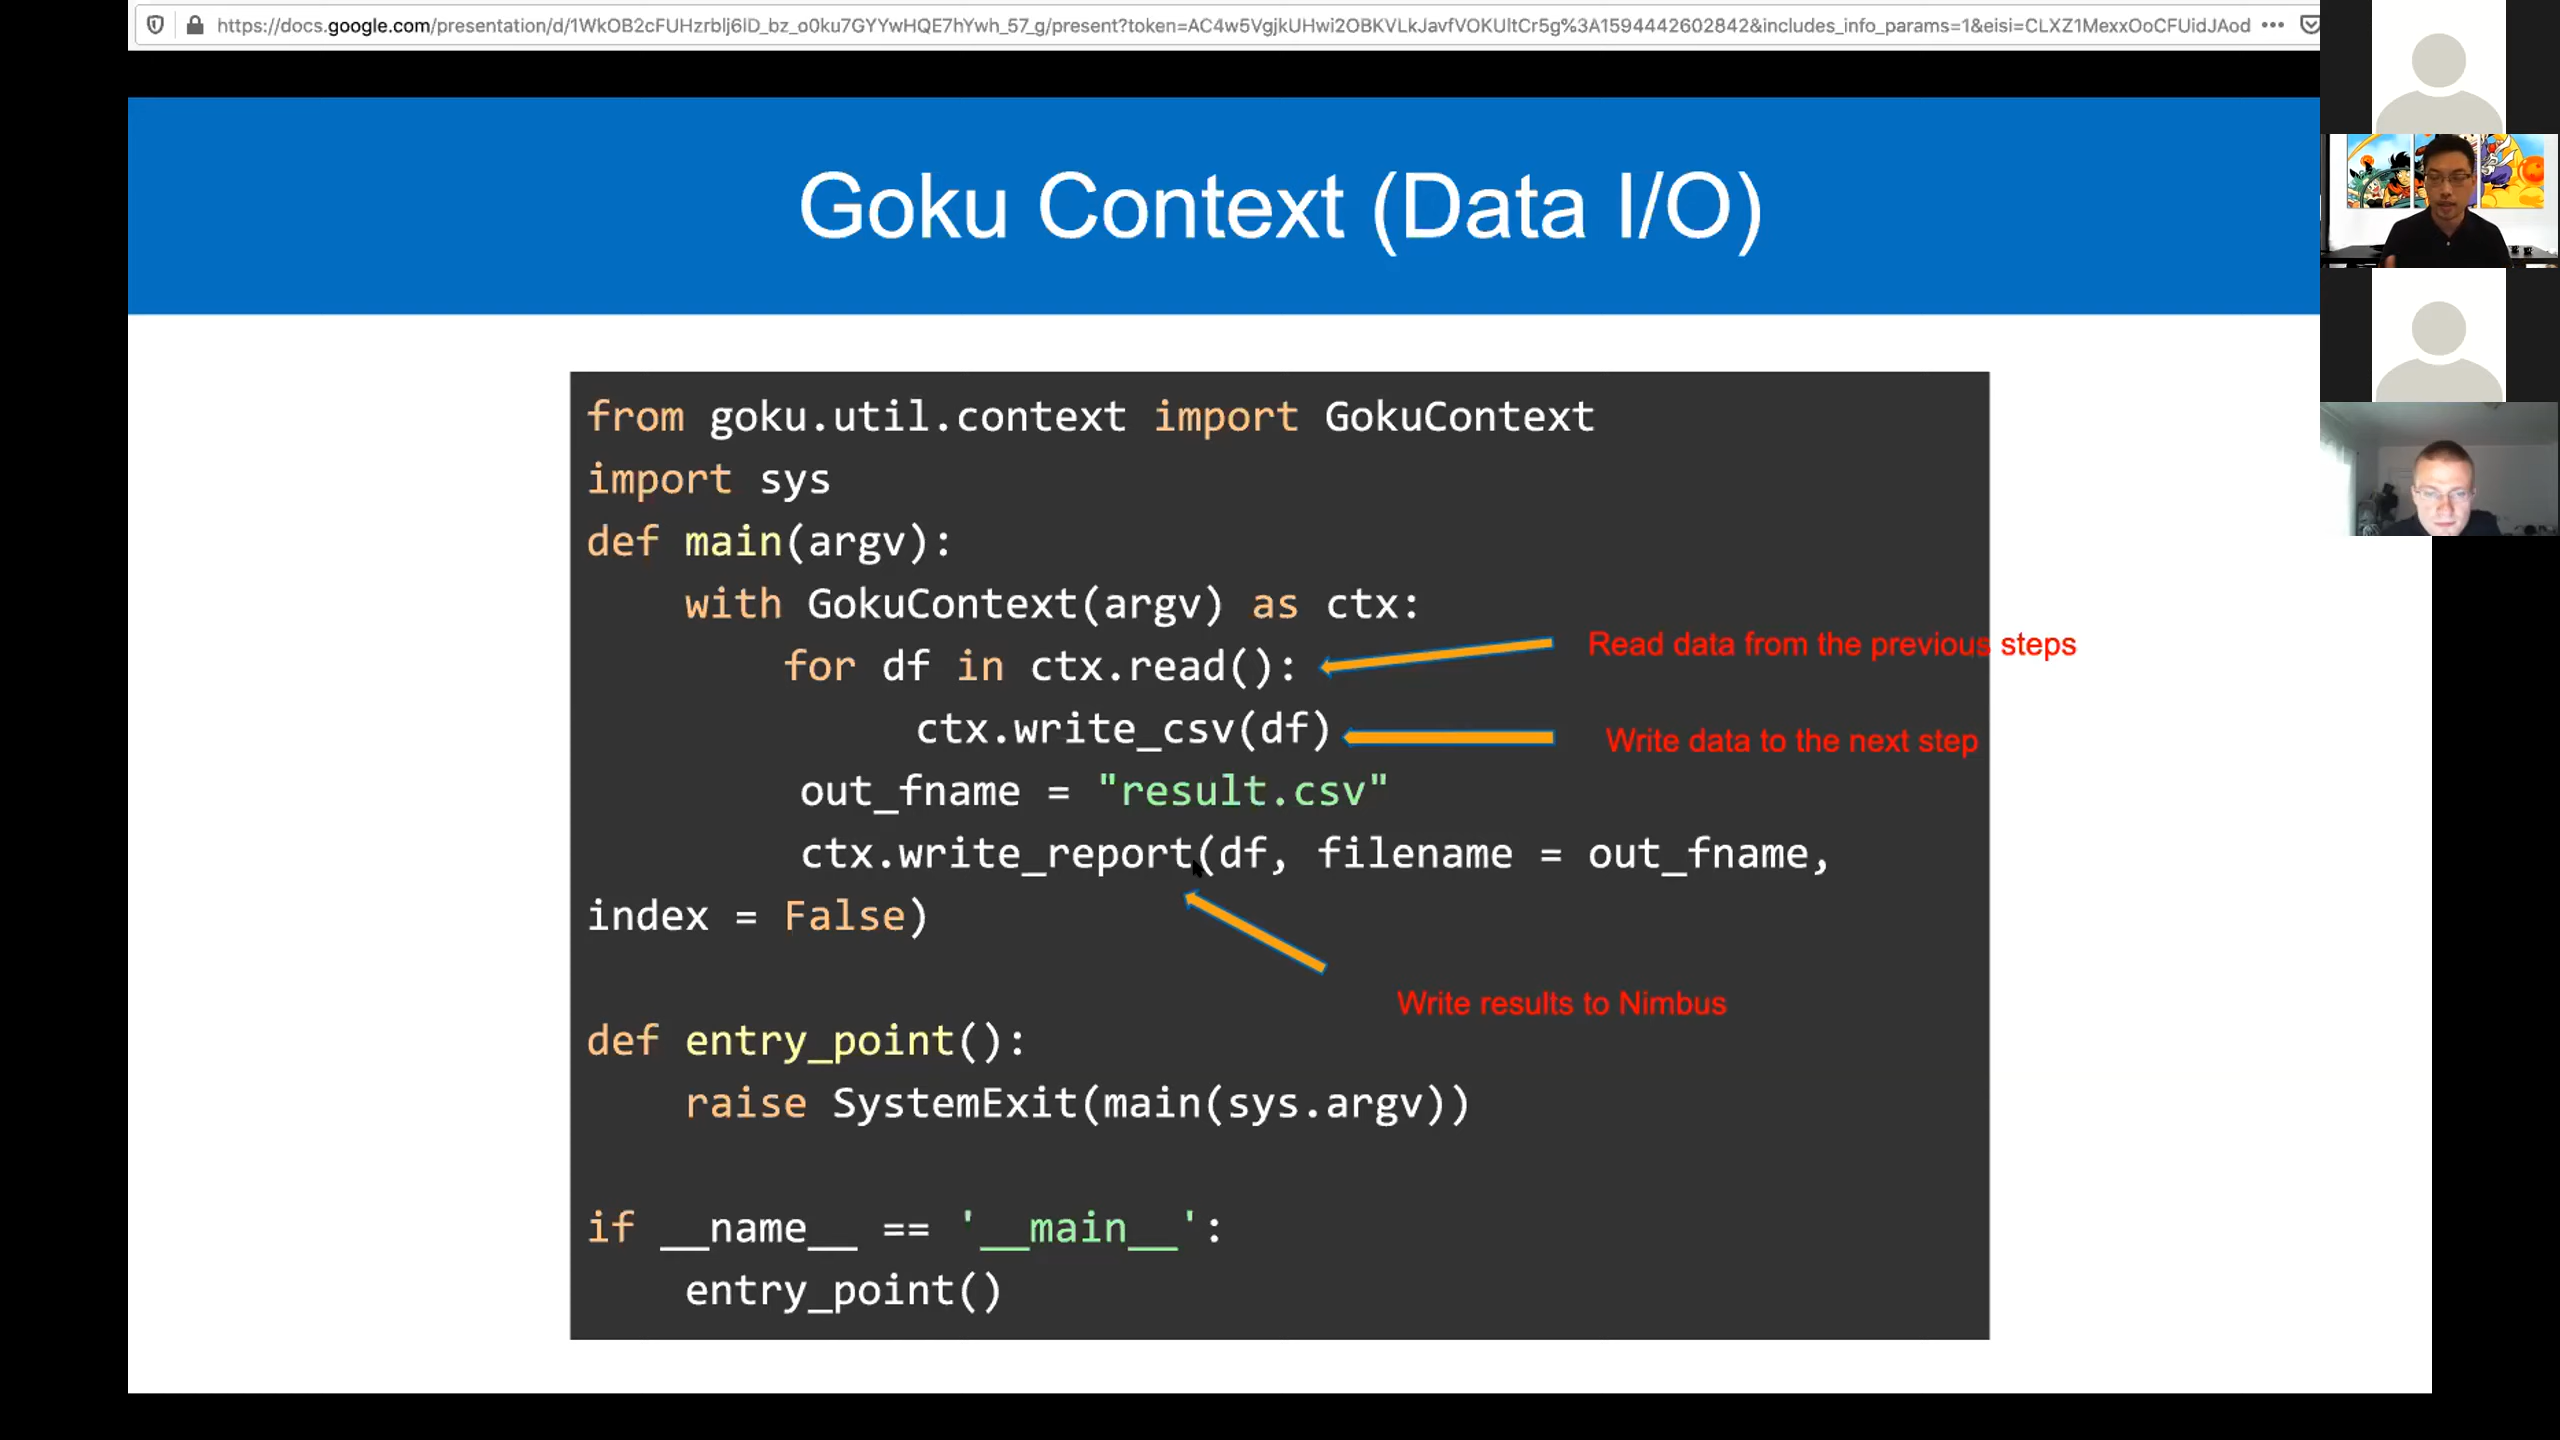 https://docs.google.com/presentation/d/1WkOB2cFUHzrblj6lD_bz_o0ku7GYYwHQE7hYwh_57_g/present?token=AC4w5VgjkUHwi2OBKVLkJavfVOKUltCr5g%3A1594442602842&includes_info_params=1&eisi=CLXZ1MexxOoCFUidJAod
Goku Context (Data I/O)
from goku.util.context import GokuContext
import sys
def main(argv):
with GokuContext(argv) as ctx:
for df in ctx.read():
Read data from the previous steps
ctx.write_csv(df)
Write data to the next step
out_fname = "result.csv"
ctx.write_report(df, filename = out_fname,
index = False)
Write results to Nimbus
def entry_point():
raise SystemExit(main(sys.argv))
if __name__ == '__main__':
entry_point()